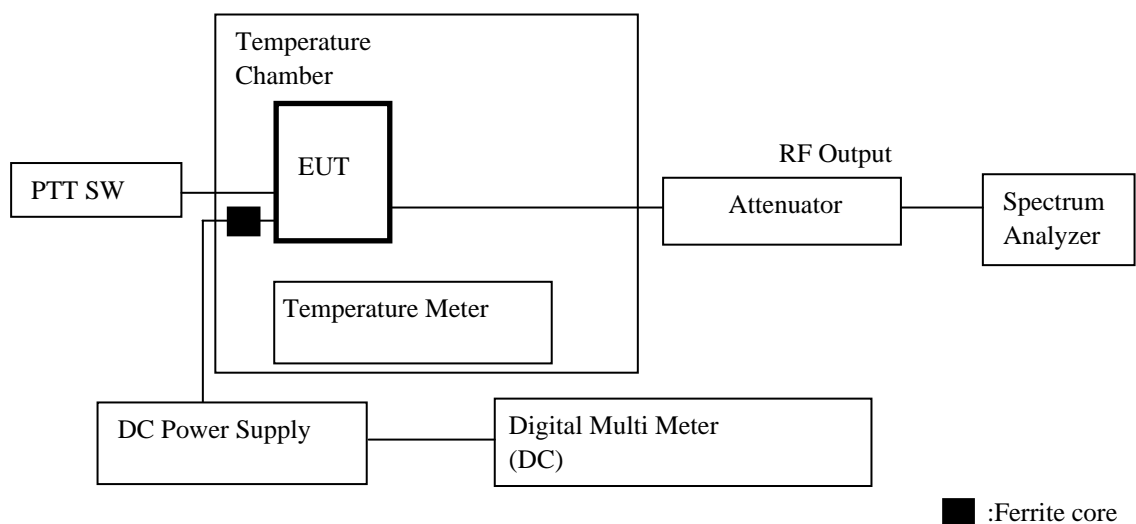 Temperature
Chamber
EUT
PTT SW
RF Output
Attenuator
Spectrum
Analyzer
Temperature Meter
DC Power Supply
Digital Multi Meter
(DC)
:Ferrite core